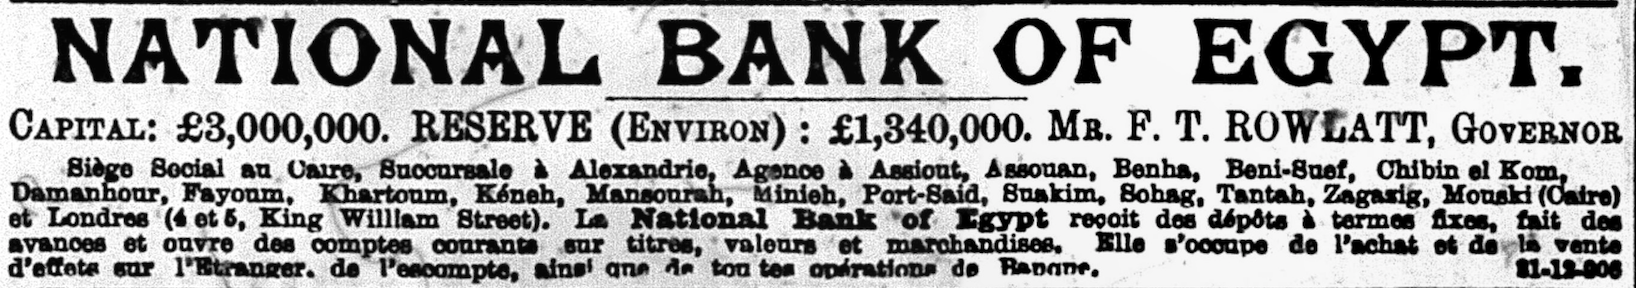 NATIONAL BANK OF EGYPT.
CAPITAL: £3,000,000. RESERVE (ENVIRON) : £1,340,000. MR. F. T. ROWLATT, GOVERNOR
Siège Social au Caire, Succursale à Alexandrie, Agence à Assiout, Assouan, Benha, Beni-Suef, Chibin el Kom,
Damanhour, Fayoum, Khartoum, Kéneh, Mansourah, Minieh, Port-Said, Suakim, Sohag, Tantah, Zagazig, Mouski (Caire)
et Londres (4 et 5, King William Street). La National Bank of Egypt reçoit des dépôts à termes fixes, fait des
avances et ouvre des comptes courants sur titres, valeurs et marchandises. Elle s'occupe de l'achat et de la vente
d'effets sur l'Etranger. de l'escompte, ainsi que de tou tes opérations de Banque. 31-12-906